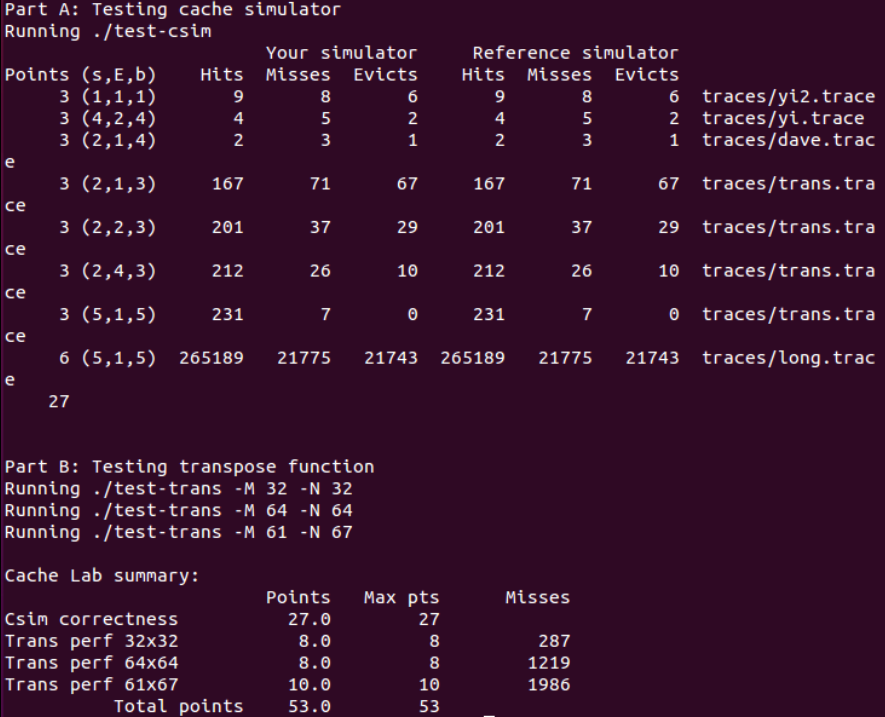 Part A: Testing cache simulator
Running ./test-csim
                        Your simulator     Reference simulator
Points (s,E,b)    Hits  Misses  Evicts    Hits  Misses  Evicts
     3 (1,1,1)       9       8       6       9       8       6  traces/yi2.trace
     3 (4,2,4)       4       5       2       4       5       2  traces/yi.trace
     3 (2,1,4)       2       3       1       2       3       1  traces/dave.trac
e
     3 (2,1,3)     167      71      67     167      71      67  traces/trans.tra
ce
     3 (2,2,3)     201      37      29     201      37      29  traces/trans.tra
ce
     3 (2,4,3)     212      26      10     212      26      10  traces/trans.tra
ce
     3 (5,1,5)     231       7       0     231       7       0  traces/trans.tra
ce
     6 (5,1,5)  265189   21775   21743  265189   21775   21743  traces/long.trac
e
    27
Part B: Testing transpose function
Running ./test-trans -M 32 -N 32
Running ./test-trans -M 64 -N 64
Running ./test-trans -M 61 -N 67
Cache Lab summary:
                        Points   Max pts      Misses
Csim correctness          27.0        27
Trans perf 32x32           8.0         8         287
Trans perf 64x64           8.0         8        1219
Trans perf 61x67          10.0        10        1986
          Total points    53.0        53